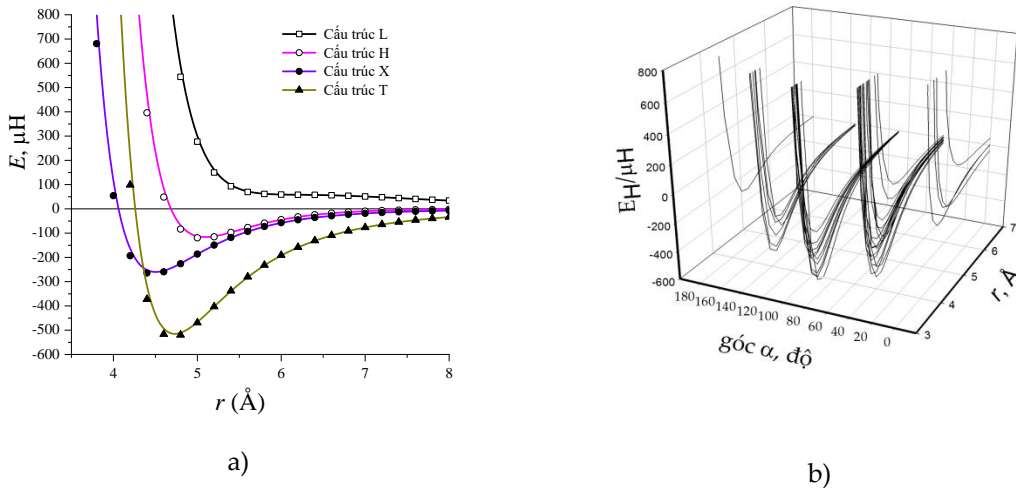 800
700
600
500
400
300
200
100
0
-100
-200
-300
-400
-500
-600
E, μH
4
5
6
7
8
r (Å)
Cấu trúc L
Cấu trúc H
Cấu trúc X
Cấu trúc T
a)
800
600
400
200
0
-200
-400
-600
E_H/μH
180 160 140 120 100 80 60 40 20 0
góc α, độ
3
4
5
6
7
r, Å
b)